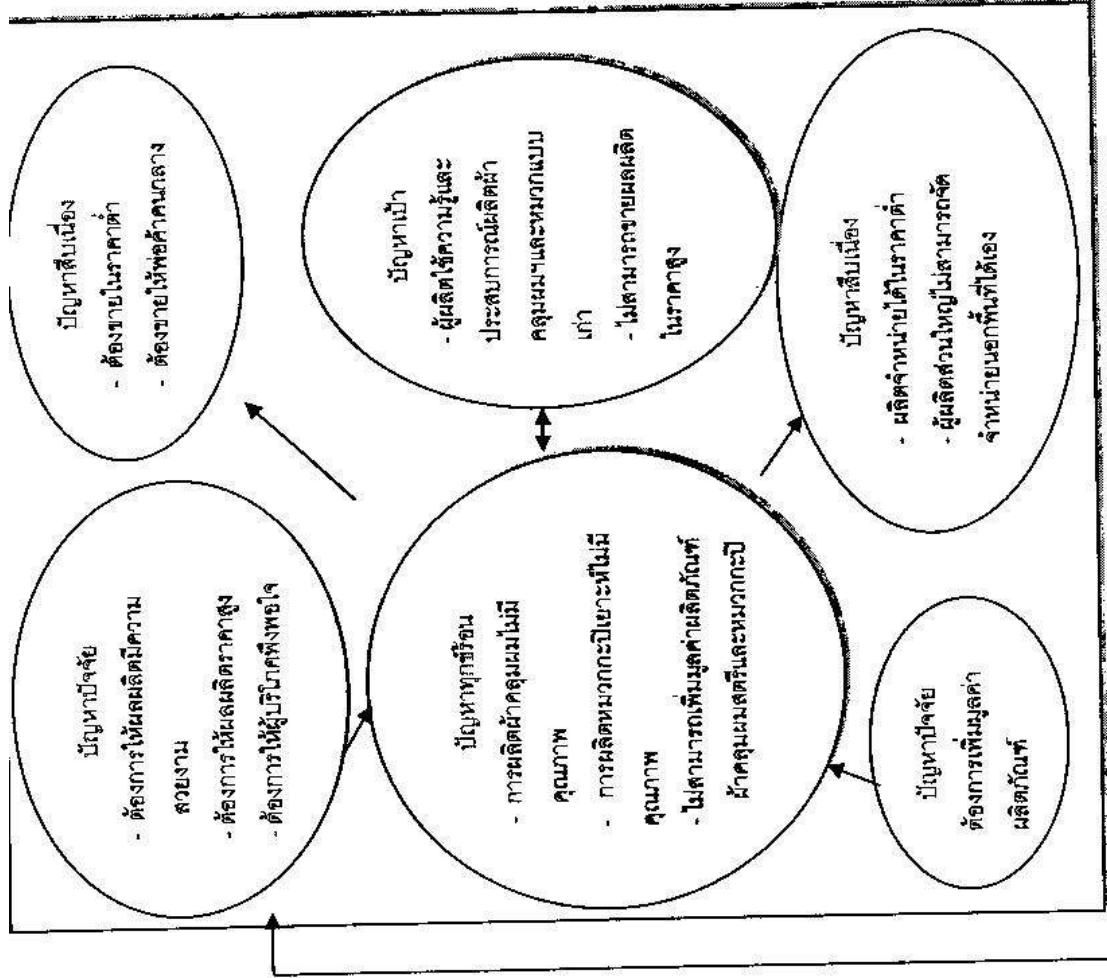 ปัญหาปัจจัย
- ต้องการให้ผลผลิตมีความ
สวยงาม
- ต้องการให้ผลผลิตราคาสูง
- ต้องการให้ผู้บริโภคพึงพอใจ
ปัญหาสืบเนื่อง
- ต้องขายในราคาต่ำ
- ต้องขายให้พ่อค้าคนกลาง
ปัญหาทุกข์ร้อน
- การผลิตผ้าคลุมผมไม่มี
คุณภาพ
- การผลิตหมวกกะปิเยาะห์ไม่มี
คุณภาพ
- ไม่สามารถเพิ่มมูลค่าผลิตภัณฑ์
ผ้าคลุมผมสตรีและหมวกกะปิ
ปัญหาเป้า
- ผู้ผลิตใช้ความรู้และ
ประสบการณ์ผลิตผ้า
คลุมผมฯและหมวกแบบ
เก่า
- ไม่สามารถขายผลผลิต
ในราคาสูง
ปัญหาปัจจัย
ต้องการเพิ่มมูลค่า
ผลิตภัณฑ์
ปัญหาสืบเนื่อง
- ผลิตจำหน่ายได้ในราคาต่ำ
- ผู้ผลิตส่วนใหญ่ไม่สามารถจัด
จำหน่ายนอกพื้นที่ได้เอง